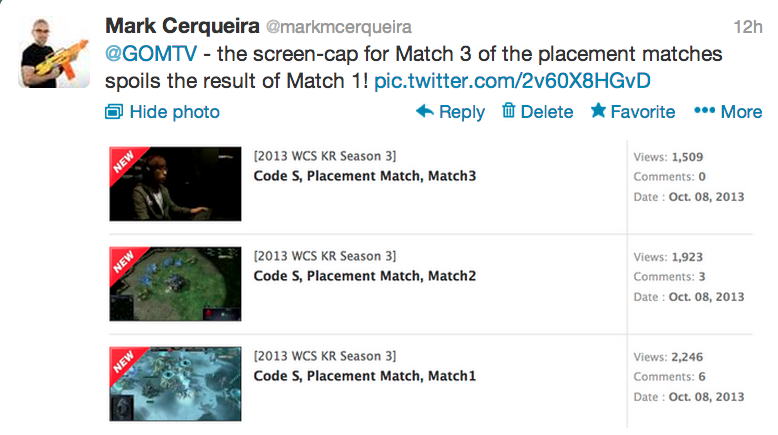 Mark Cerqueira @markmcerqueira 12h
@GOMTV - the screen-cap for Match 3 of the placement matches
spoils the result of Match 1! pic.twitter.com/2v60X8HGvD
Hide photo Reply Delete Favorite More
NEW
[2013 WCS KR Season 3]
Code S, Placement Match, Match3
Views: 1,509
Comments: 0
Date : Oct. 08, 2013
NEW
[2013 WCS KR Season 3]
Code S, Placement Match, Match2
Views: 1,923
Comments: 3
Date : Oct. 08, 2013
NEW
[2013 WCS KR Season 3]
Code S, Placement Match, Match1
Views: 2,246
Comments: 6
Date : Oct. 08, 2013